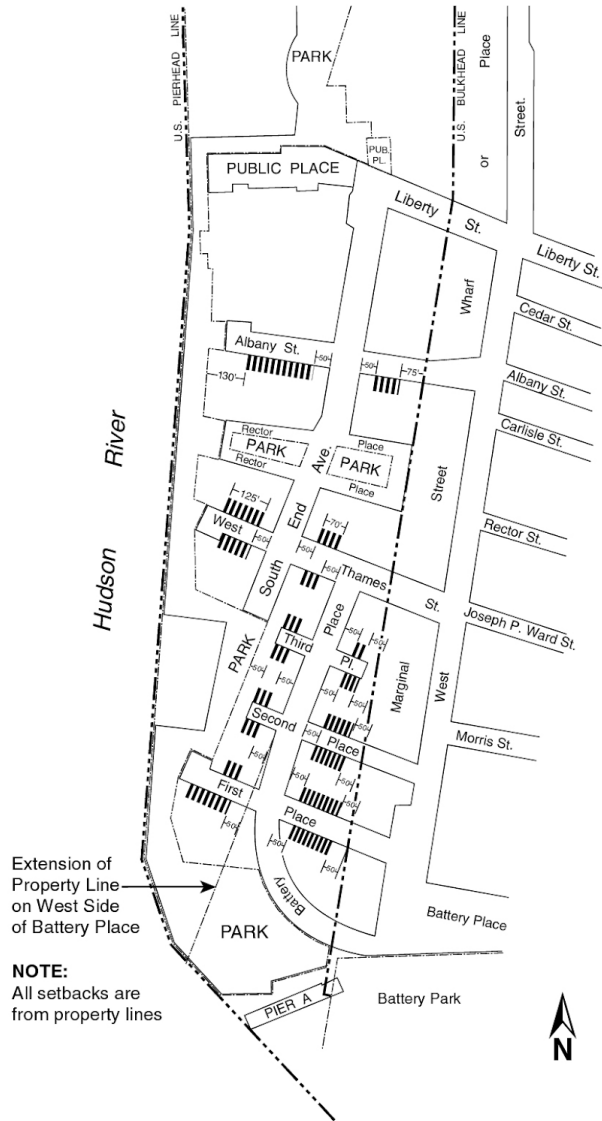 U.S. PIERHEAD LINE
PARK
U.S. BULKHEAD LINE
Place
or
Street.
PUB.
PL.
PUBLIC PLACE
Liberty St.
Liberty St.
Wharf
Cedar St.
Albany St.
-50-
-50-
75'
130'
Albany St.
Carlisle St.
Hudson River
Rector
PARK
Rector
Ave.
Place
PARK
Place
Street
125'
Rector St.
West
-50-
End
70'
-50-
-50-
South
Thames St.
Joseph P. Ward St.
Place
-50-
-50-
Third
Pl.
PARK
-50-
-50-
-50-
-50-
Marginal
West
Second
-50-
-50-
Place
Morris St.
-50-
-50-
-50-
First
-50-
-50-
Place
-50-
-50-
Battery
Extension of
Property Line
on West Side
of Battery Place
PARK
Battery Place
NOTE:
All setbacks are
from property lines
PIER A
Battery Park
N